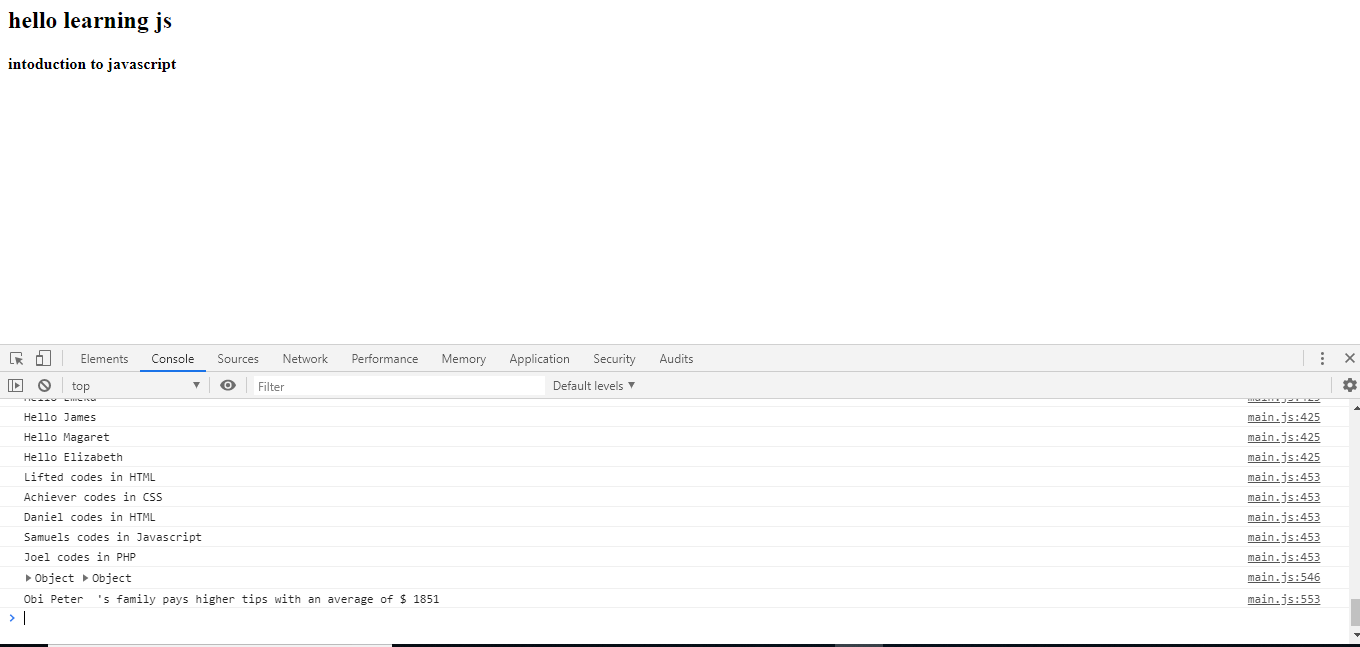 hello learning js
intoduction to javascript
Elements Console Sources Network Performance Memory Application Security Audits
top Filter Default levels
Hello James main.js:425
Hello Magaret main.js:425
Hello Elizabeth main.js:425
Lifted codes in HTML main.js:453
Achiever codes in CSS main.js:453
Daniel codes in HTML main.js:453
Samuels codes in Javascript main.js:453
Joel codes in PHP main.js:453
Object Object main.js:546
Obi Peter 's family pays higher tips with an average of $ 1851 main.js:553